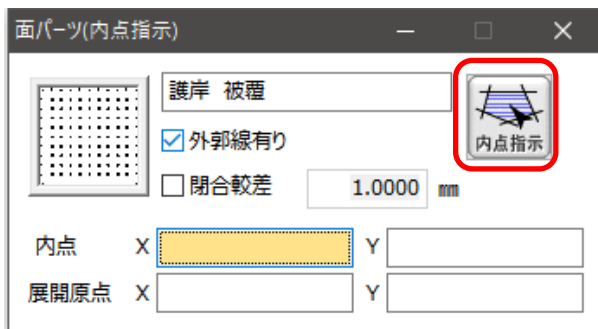 面パーツ(内点指示)
護岸 被覆
外郭線有り
内点指示
閉合較差 1.0000 ㎜
内点 X Y
展開原点 X Y